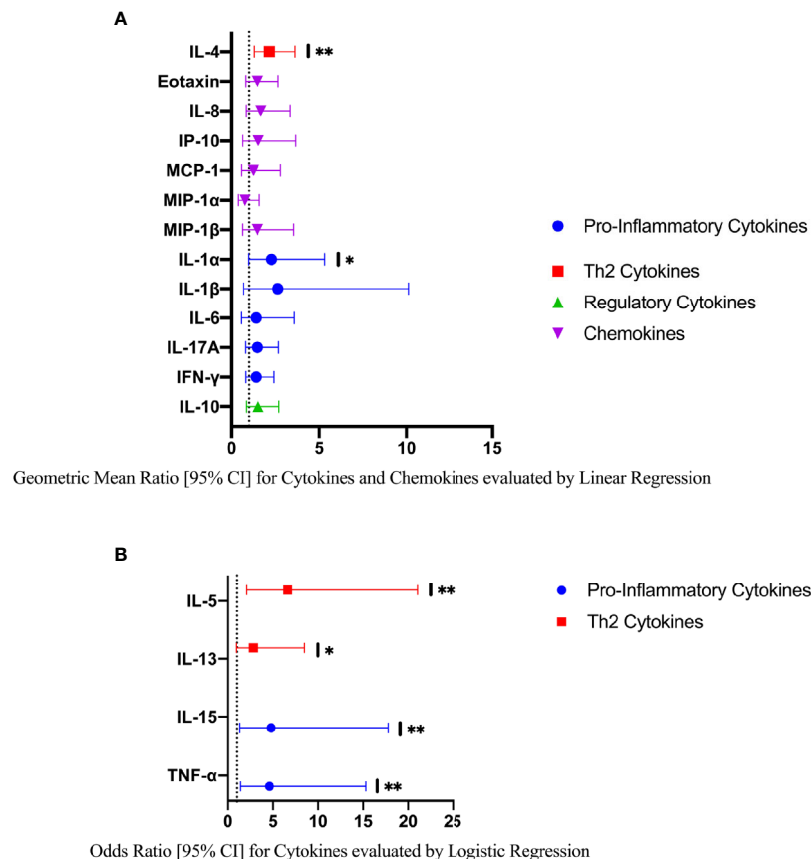 A
IL-4
**
Eotaxin
IL-8
IP-10
MCP-1
MIP-1α
MIP-1β
IL-1α
*
IL-1β
IL-6
IL-17A
IFN-γ
IL-10
0 5 10 15
Pro-Inflammatory Cytokines
Th2 Cytokines
Regulatory Cytokines
Chemokines
Geometric Mean Ratio [95% CI] for Cytokines and Chemokines evaluated by Linear Regression
B
IL-5
**
IL-13
*
IL-15
**
TNF-α
**
0 5 10 15 20 25
Pro-Inflammatory Cytokines
Th2 Cytokines
Odds Ratio [95% CI] for Cytokines evaluated by Logistic Regression